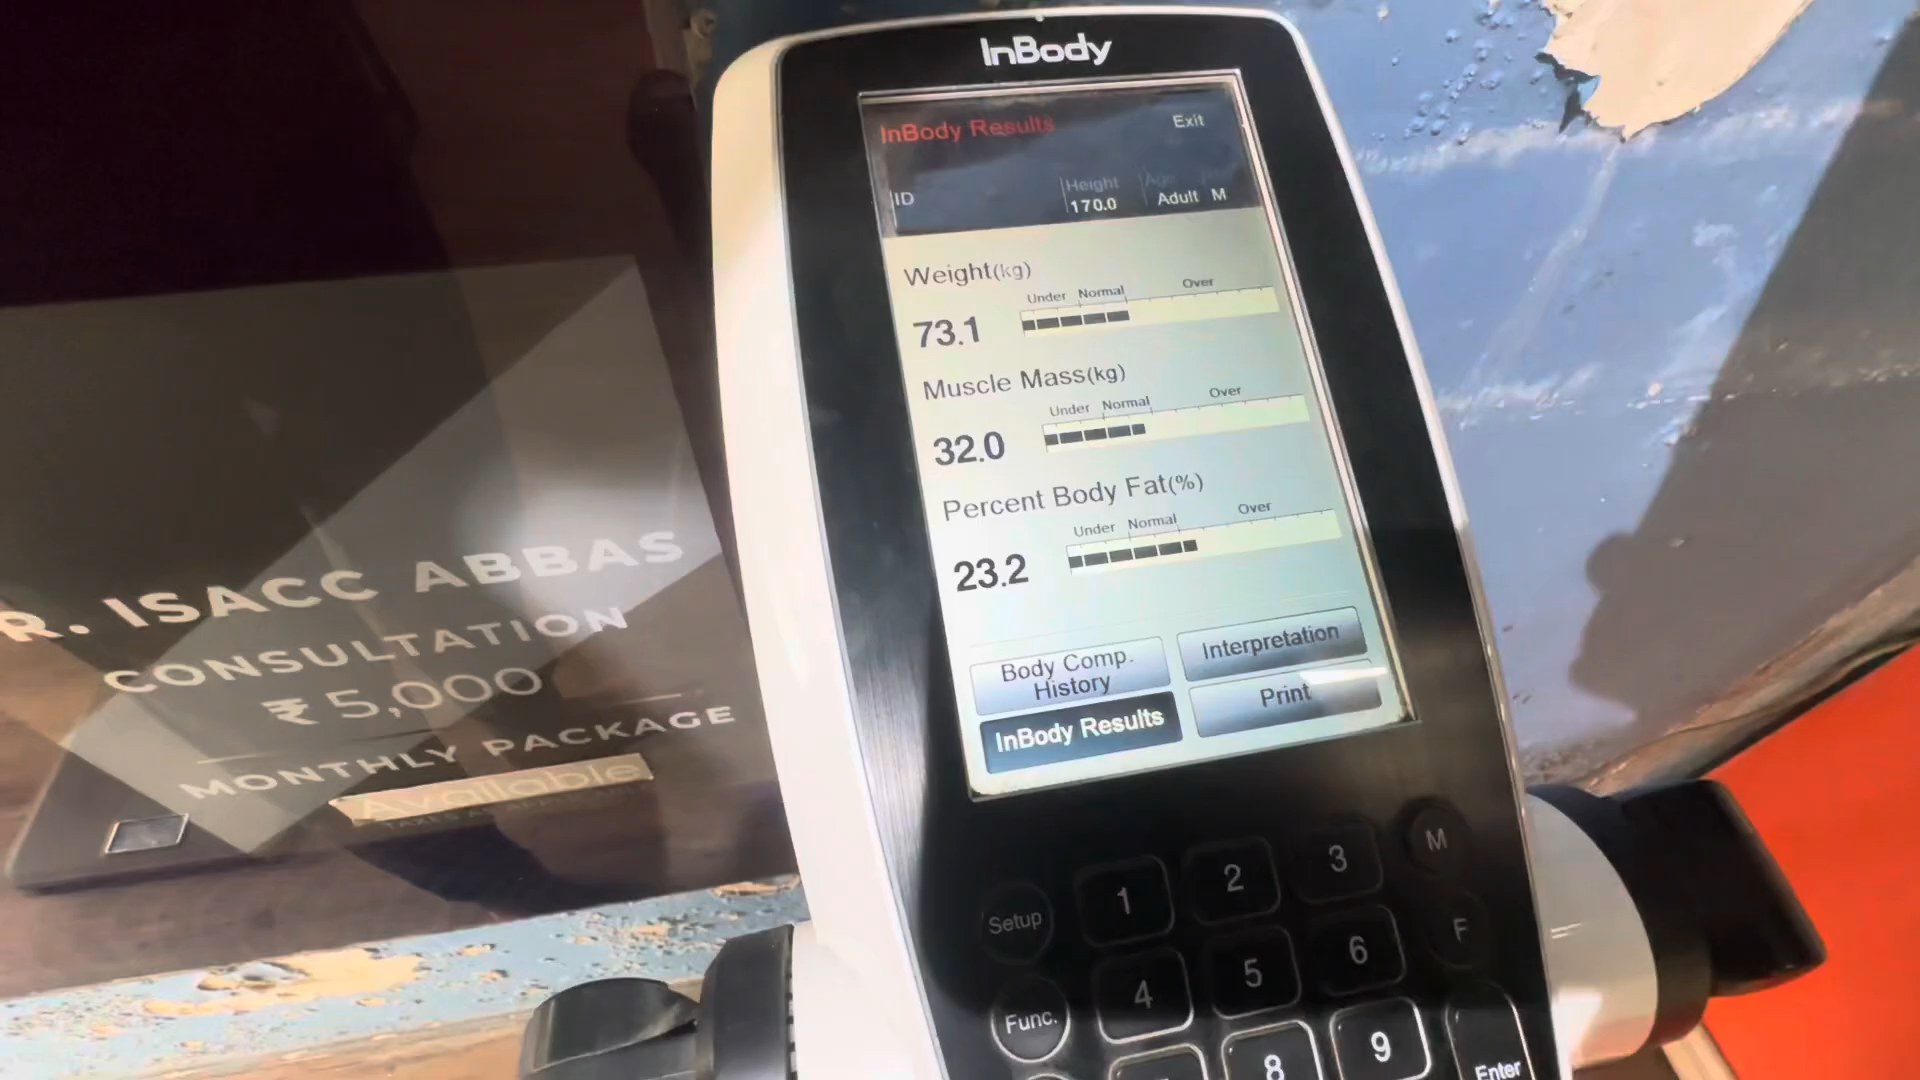 InBody
InBody Results
Exit
ID
Height
170.0
Age
Adult M
Weight(kg)
Under Normal Over
73.1
Muscle Mass(kg)
Under Normal Over
32.0
Percent Body Fat(%)
Under Normal Over
23.2
Body Comp.
History
Interpretation
InBody Results
Print
Setup
1
2
3
M
4
5
6
F
Func.
8
9
Enter
R. ISACC ABBAS
CONSULTATION
₹ 5,000
MONTHLY PACKAGE
Available